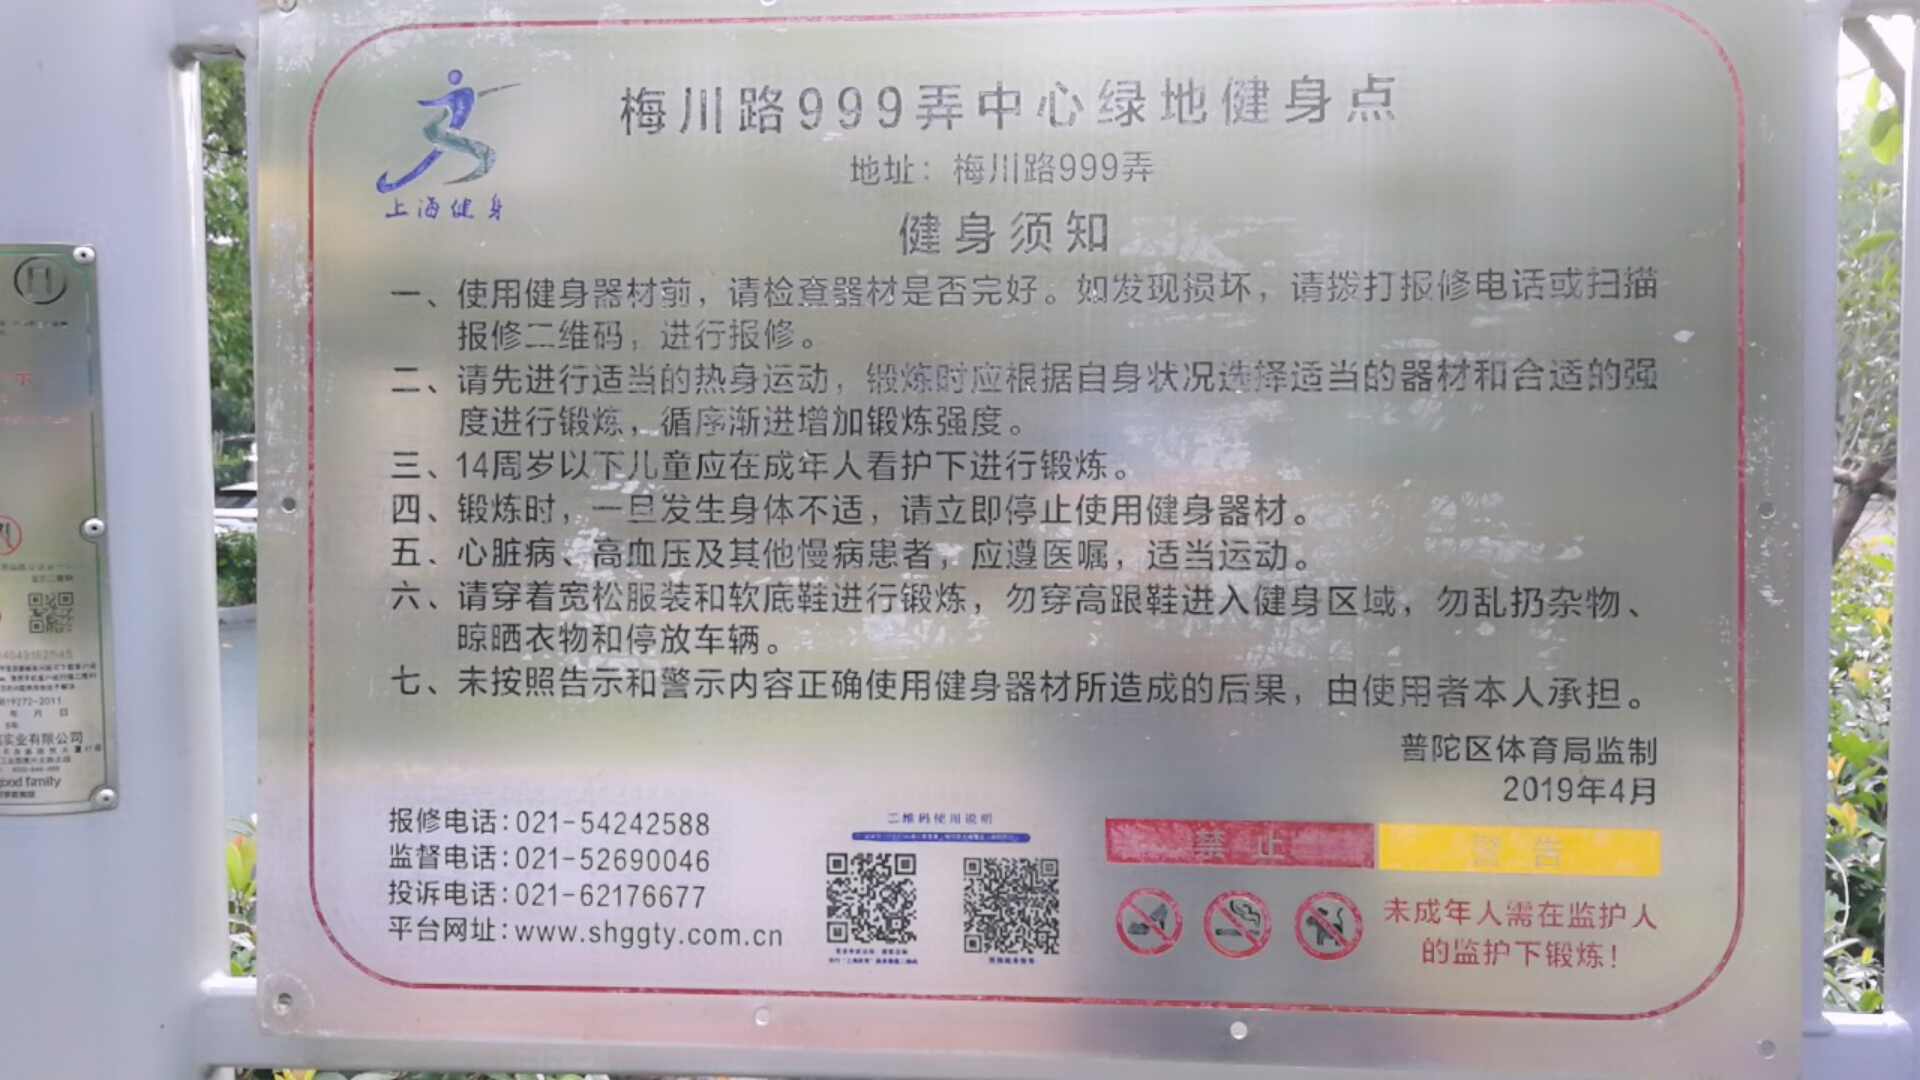 上海健身
梅川路999弄中心绿地健身点
地址：梅川路999弄
健身须知
一、使用健身器材前，请检查器材是否完好。如发现损坏，请拨打报修电话或扫描
报修二维码，进行报修。
二、请先进行适当的热身运动，锻炼时应根据自身状况选择适当的器材和合适的强
度进行锻炼，循序渐进增加锻炼强度。
三、14周岁以下儿童应在成年人看护下进行锻炼。
四、锻炼时，一旦发生身体不适，请立即停止使用健身器材。
五、心脏病、高血压及其他慢病患者，应遵医嘱，适当运动。
六、请穿着宽松服装和软底鞋进行锻炼，勿穿高跟鞋进入健身区域，勿乱扔杂物、
晾晒衣物和停放车辆。
七、未按照告示和警示内容正确使用健身器材所造成的后果，由使用者本人承担。
普陀区体育局监制
2019年4月
报修电话：021-54242588
监督电话：021-52690046
投诉电话：021-62176677
平台网址：www.shggty.com.cn
二维码使用说明
禁止
警告
未成年人需在监护人
的监护下锻炼！
19272-2011
年 月 日
实业有限公司
ood family